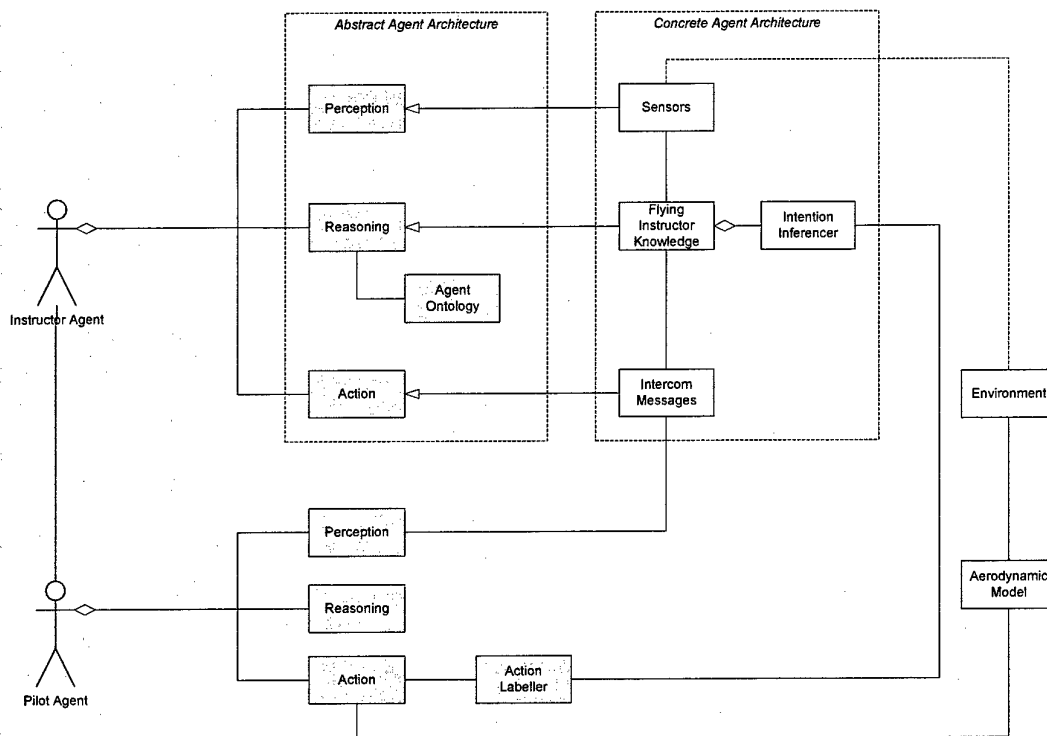 Abstract Agent Architecture
Concrete Agent Architecture
Perception
Sensors
Reasoning
Flying
Instructor
Knowledge
Intention
Inferencer
Agent
Ontology
Instructor Agent
Action
Intercom
Messages
Environment
Perception
Reasoning
Aerodynamic
Model
Action
Action
Labeller
Pilot Agent